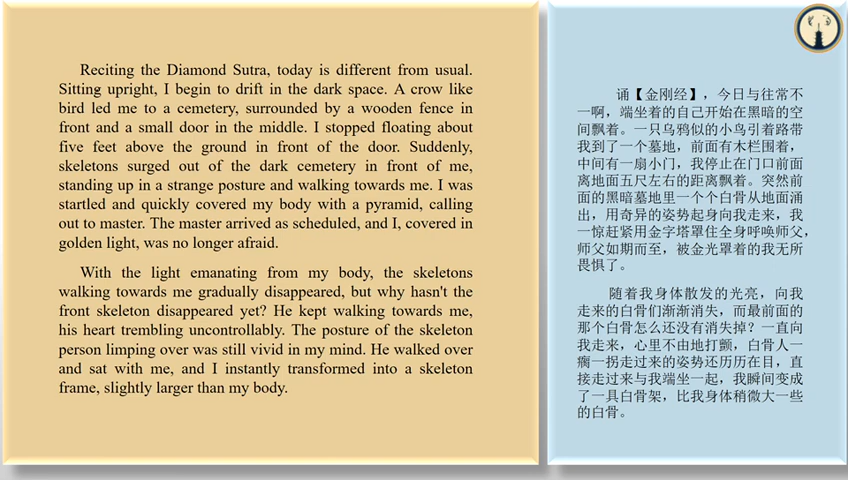 Reciting the Diamond Sutra, today is different from usual.
Sitting upright, I begin to drift in the dark space. A crow like
bird led me to a cemetery, surrounded by a wooden fence in
front and a small door in the middle. I stopped floating about
five feet above the ground in front of the door. Suddenly,
skeletons surged out of the dark cemetery in front of me,
standing up in a strange posture and walking towards me. I was
startled and quickly covered my body with a pyramid, calling
out to master. The master arrived as scheduled, and I, covered in
golden light, was no longer afraid.
With the light emanating from my body, the skeletons
walking towards me gradually disappeared, but why hasn't the
front skeleton disappeared yet? He kept walking towards me,
his heart trembling uncontrollably. The posture of the skeleton
person limping over was still vivid in my mind. He walked over
and sat with me, and I instantly transformed into a skeleton
frame, slightly larger than my body.
诵【金刚经】，今日与往常不
一啊，端坐着的自己开始在黑暗的空
间飘着。一只乌鸦似的小鸟引着路带
我到了一个墓地，前面有木栏围着，
中间有一扇小门，我停止在门口前面
离地面五尺左右的距离飘着。突然前
面的黑暗墓地里一个个白骨从地面涌
出，用奇异的姿势起身向我走来，我
一惊赶紧用金字塔罩住全身呼唤师父，
师父如期而至，被金光罩着的我无所
畏惧了。
随着我身体散发的光亮，向我
走来的白骨们渐渐消失，而最前面的
那个白骨怎么还没有消失掉？一直向
我走来，心里不由地打颤，白骨人一
瘸一拐走过来的姿势还历历在目，直
接走过来与我端坐一起，我瞬间变成
了一具白骨架，比我身体稍微大一些
的白骨。